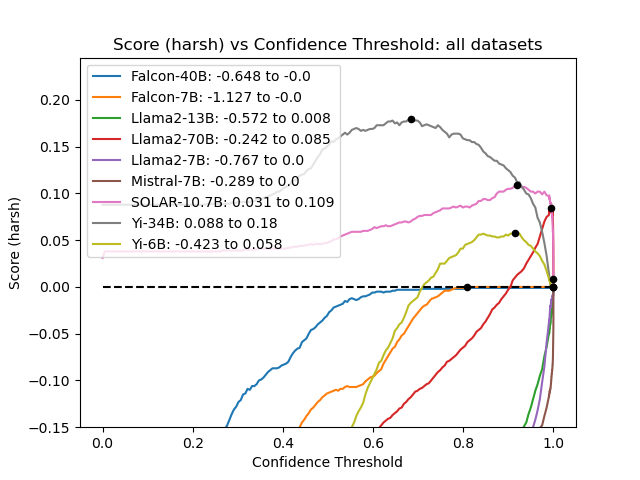 Score (harsh) vs Confidence Threshold: all datasets
Score (harsh)
0.20
0.15
0.10
0.05
0.00
−0.05
−0.10
−0.15
Falcon-40B: -0.648 to -0.0
Falcon-7B: -1.127 to -0.0
Llama2-13B: -0.572 to 0.008
Llama2-70B: -0.242 to 0.085
Llama2-7B: -0.767 to 0.0
Mistral-7B: -0.289 to 0.0
SOLAR-10.7B: 0.031 to 0.109
Yi-34B: 0.088 to 0.18
Yi-6B: -0.423 to 0.058
0.0 0.2 0.4 0.6 0.8 1.0
Confidence Threshold